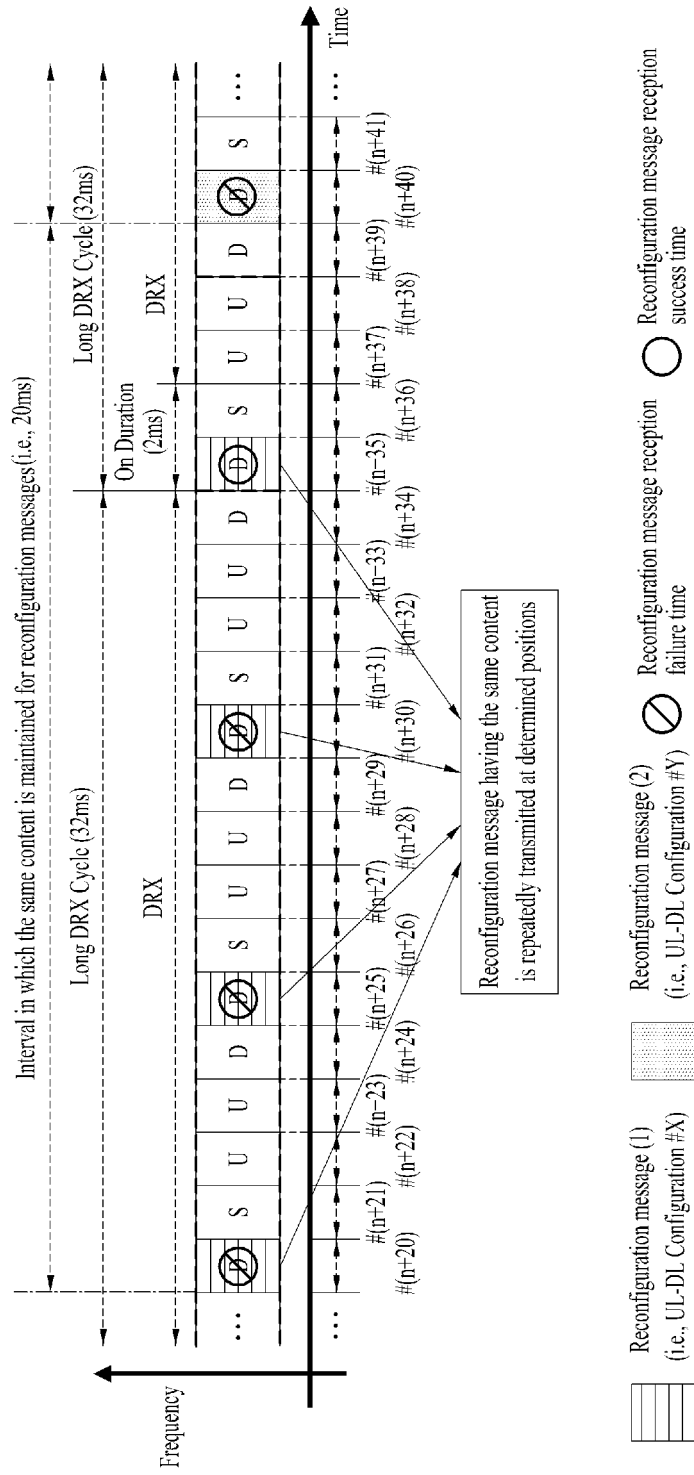 Interval in which the same content is maintained for reconfiguration messages (i.e., 20ms)
Long DRX Cycle (32ms)
Long DRX Cycle (32ms)
DRX
On Duration
(2ms)
DRX
Frequency
... D S U U D D S U U D D S U U D D S U U D D S ...
Time
... #(n+20) #(n+21) #(n+22) #(n−23) #(n+24) #(n+25) #(n+26) #(n+27) #(n+28) #(n+29) #(n+30) #(n+31) #(n+32) #(n−33) #(n+34) #(n−35) #(n+36) #(n+37) #(n+38) #(n+39) #(n+40) #(n+41) ...
Reconfiguration message having the same content
is repeatedly transmitted at determined positions
Reconfiguration message (1)
(i.e., UL-DL Configuration #X)
Reconfiguration message (2)
(i.e., UL-DL Configuration #Y)
Reconfiguration message reception
failure time
Reconfiguration message reception
success time